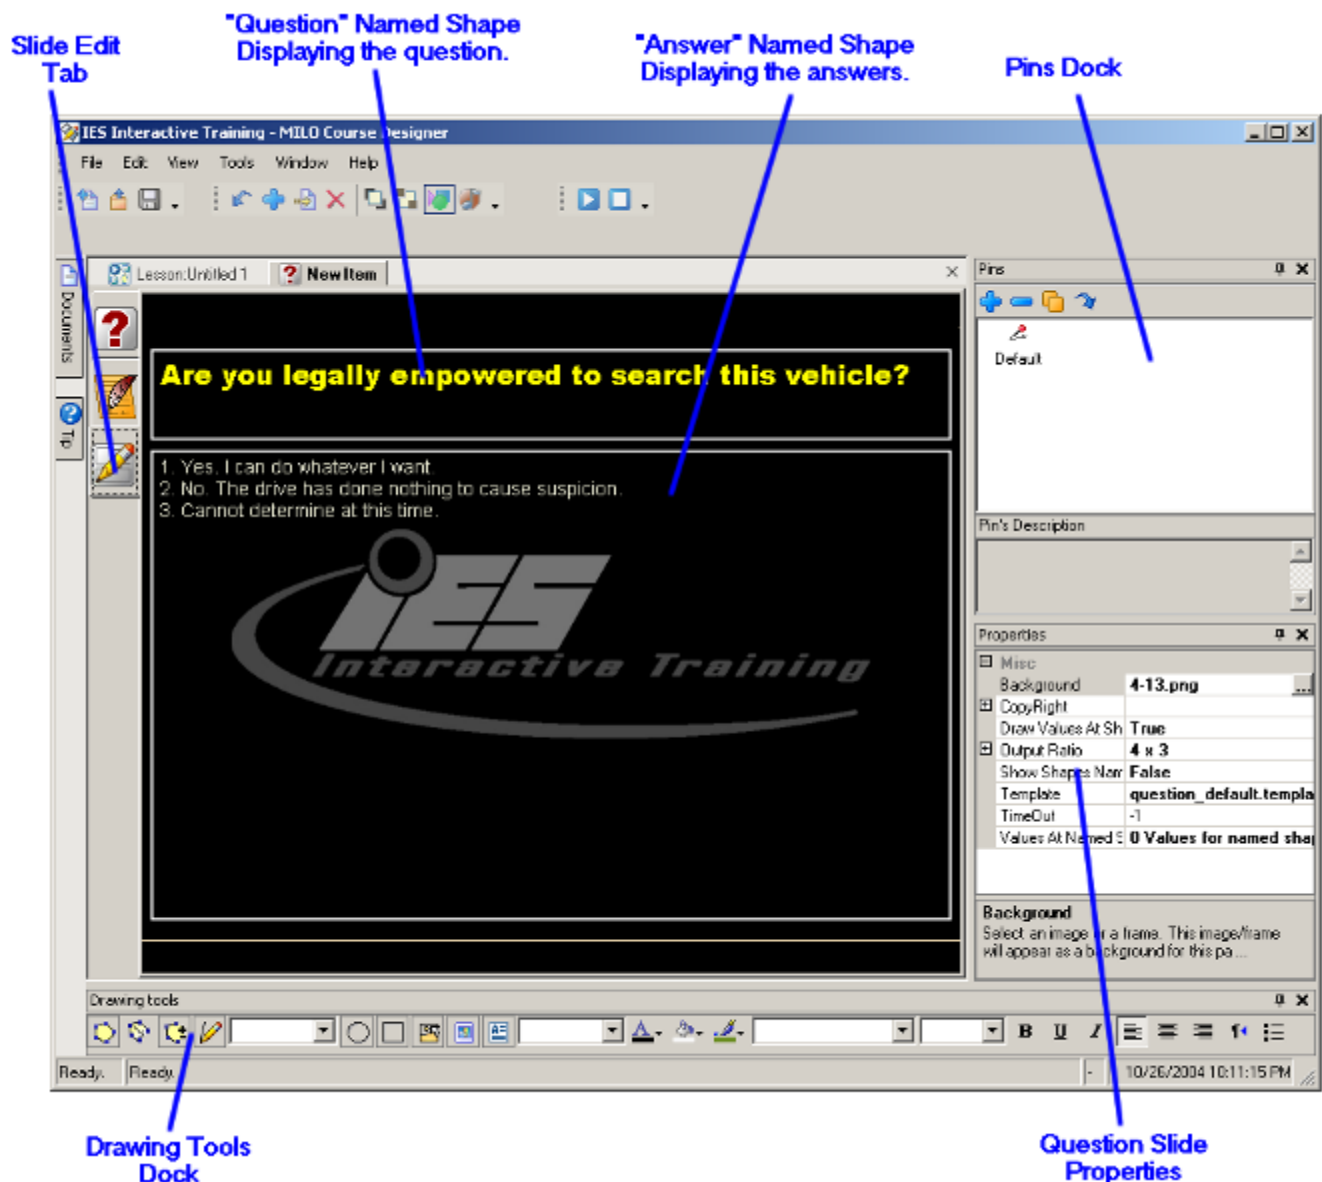 "Question" Named Shape
Displaying the question.
Slide Edit
Tab
"Answer" Named Shape
Displaying the answers.
Pins Dock
IES Interactive Training - MILO Course Designer
File Edit View Tools Window Help
Lesson:Untitled 1
New Item
Pins
Documents
Tip
Default
Are you legally empowered to search this vehicle?
1. Yes, I can do whatever I want.
2. No. The drive has done nothing to cause suspicion.
3. Cannot determine at this time.
iES
Interactive Training
Pin's Description
Properties
Misc
Background 4-13.png ...
CopyRight
Draw Values At Sh True
Output Ratio 4 x 3
Show Shapes Nam False
Template question_default.templa
TimeOut -1
Values At Named S 0 Values for named shap
Background
Select an image or a frame. This image/frame
will appear as a background for this pa...
Drawing tools
B U I
Ready. Ready. - 10/26/2004 10:11:15 PM
Drawing Tools
Dock
Question Slide
Properties